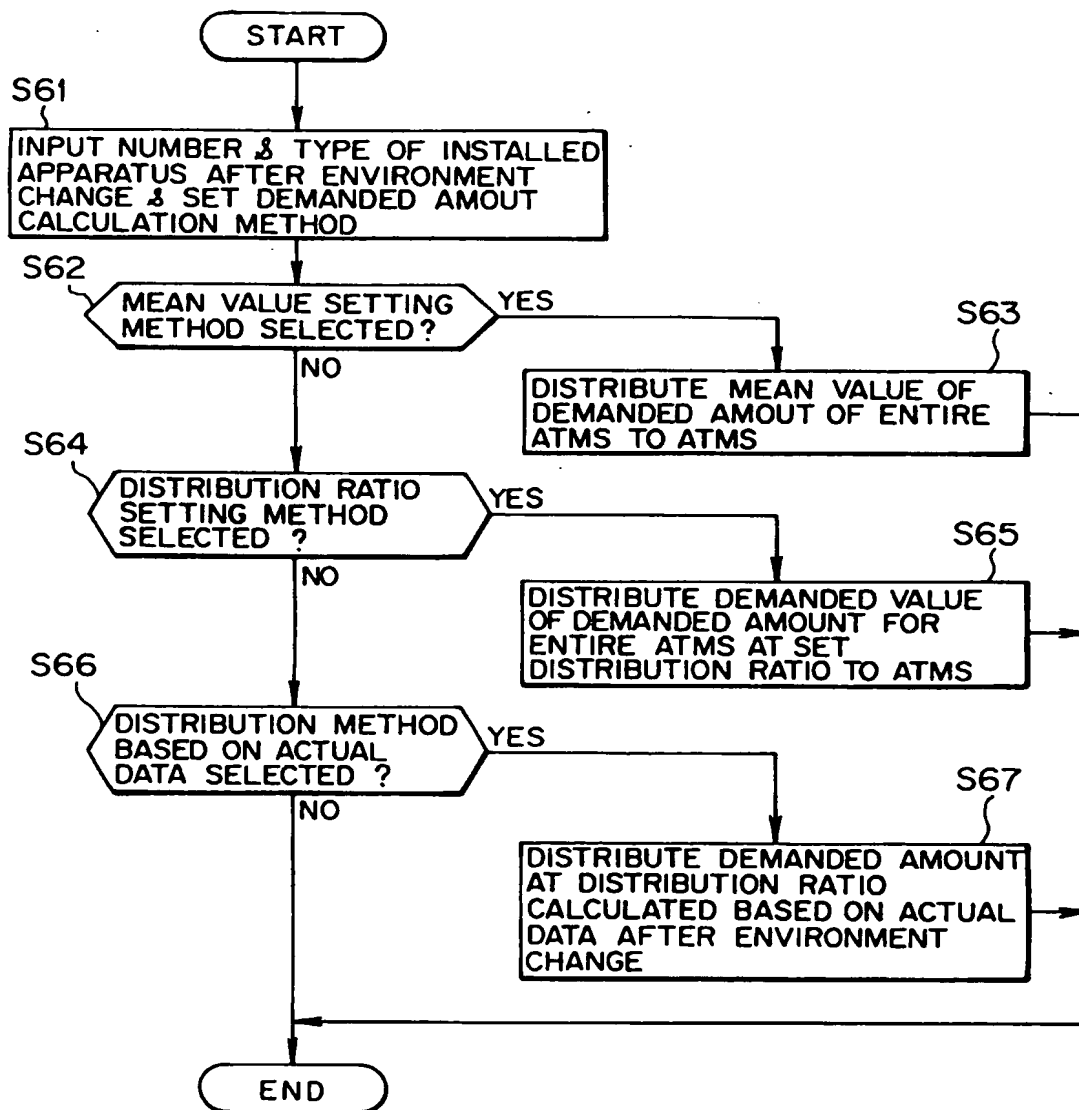 START
S61
INPUT NUMBER & TYPE OF INSTALLED
APPARATUS AFTER ENVIRONMENT
CHANGE & SET DEMANDED AMOUT
CALCULATION METHOD
S62
MEAN VALUE SETTING
METHOD SELECTED?
YES
NO
S63
DISTRIBUTE MEAN VALUE OF
DEMANDED AMOUT OF ENTIRE
ATMS TO ATMS
S64
DISTRIBUTION RATIO
SETTING METHOD
SELECTED ?
YES
NO
S65
DISTRIBUTE DEMANDED VALUE
OF DEMANDED AMOUNT FOR
ENTIRE ATMS AT SET
DISTRIBUTION RATIO TO ATMS
S66
DISTRIBUTION METHOD
BASED ON ACTUAL
DATA SELECTED ?
YES
NO
S67
DISTRIBUTE DEMANDED AMOUNT
AT DISTRIBUTION RATIO
CALCULATED BASED ON ACTUAL
DATA AFTER ENVIRONMENT
CHANGE
END